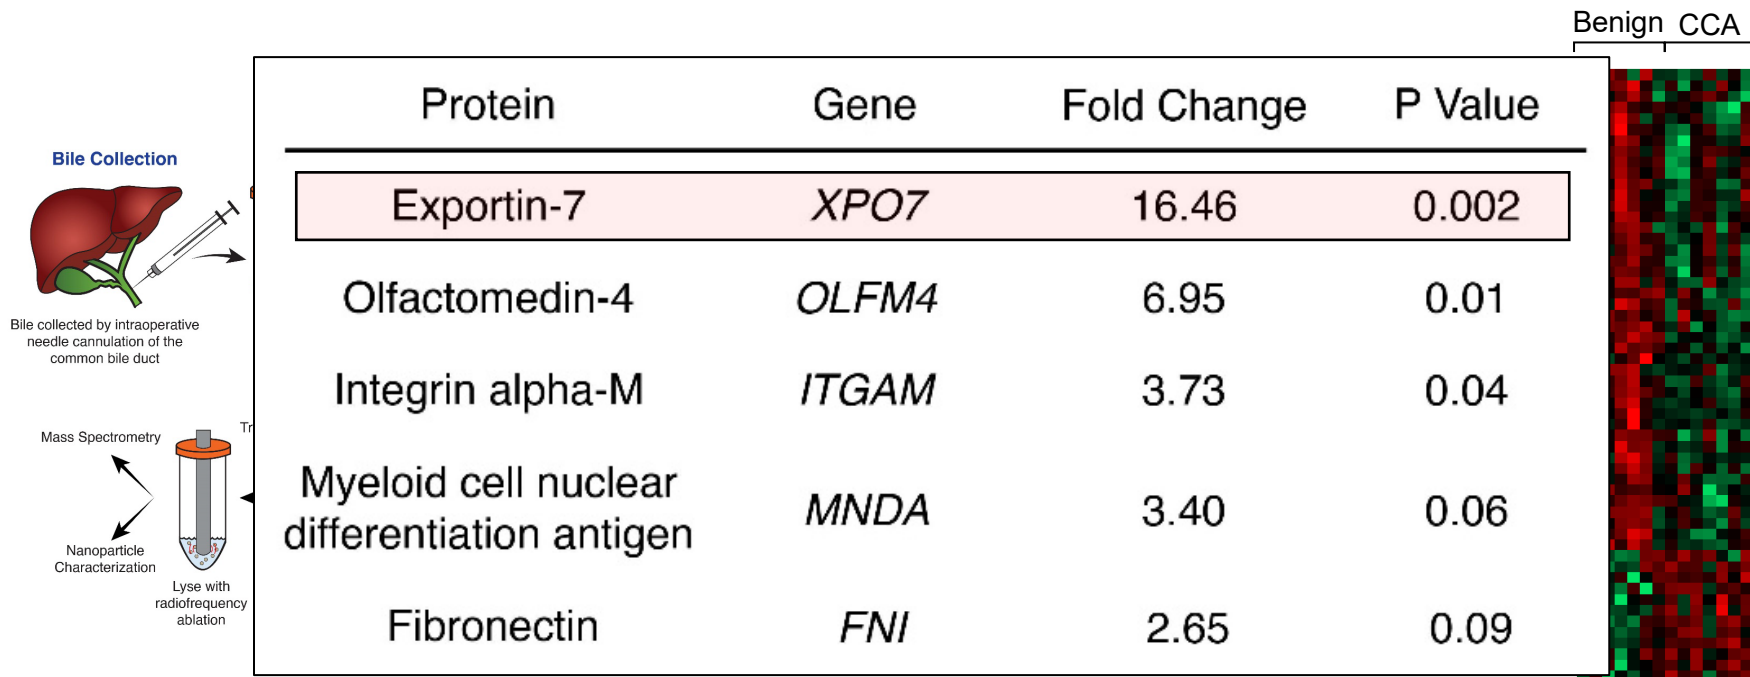 Benign CCA
Protein Gene Fold Change P Value
Exportin-7 XPO7 16.46 0.002
Olfactomedin-4 OLFM4 6.95 0.01
Integrin alpha-M ITGAM 3.73 0.04
Myeloid cell nuclear
differentiation antigen MNDA 3.40 0.06
Fibronectin FNI 2.65 0.09
Bile Collection
Bile collected by intraoperative
needle cannulation of the
common bile duct
Tr
Mass Spectrometry
Nanoparticle
Characterization
Lyse with
radiofrequency
ablation